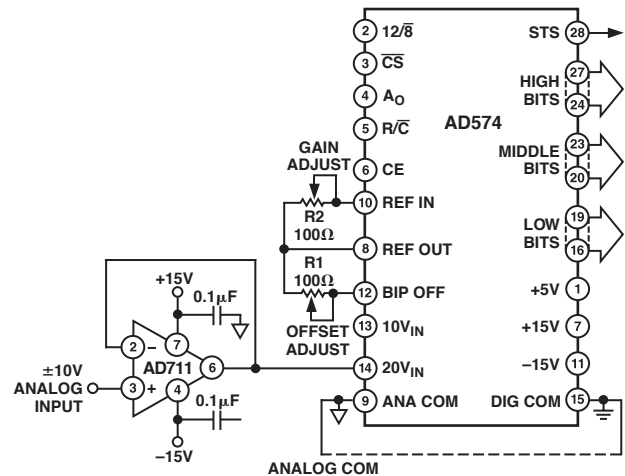 2 12/8̅
3 C̅S̅
4 AO
5 R/C̅
6 CE
10 REF IN
8 REF OUT
12 BIP OFF
13 10VIN
14 20VIN
9 ANA COM
AD574
STS 28
27
HIGH
BITS
24
23
MIDDLE
BITS
20
19
LOW
BITS
16
+5V 1
+15V 7
–15V 11
DIG COM 15
GAIN
ADJUST
R2
100Ω
R1
100Ω
OFFSET
ADJUST
+15V
0.1µF
2 –
7
AD711
6
3 +
4
±10V
ANALOG
INPUT
0.1µF
–15V
ANALOG COM